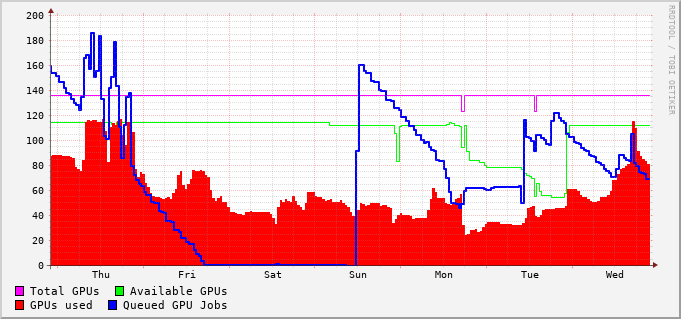 200
180
160
140
120
100
80
60
40
20
0
Thu Fri Sat Sun Mon Tue Wed
Total GPUs Available GPUs
GPUs used Queued GPU Jobs
RRDTOOL / TOBI OETIKER